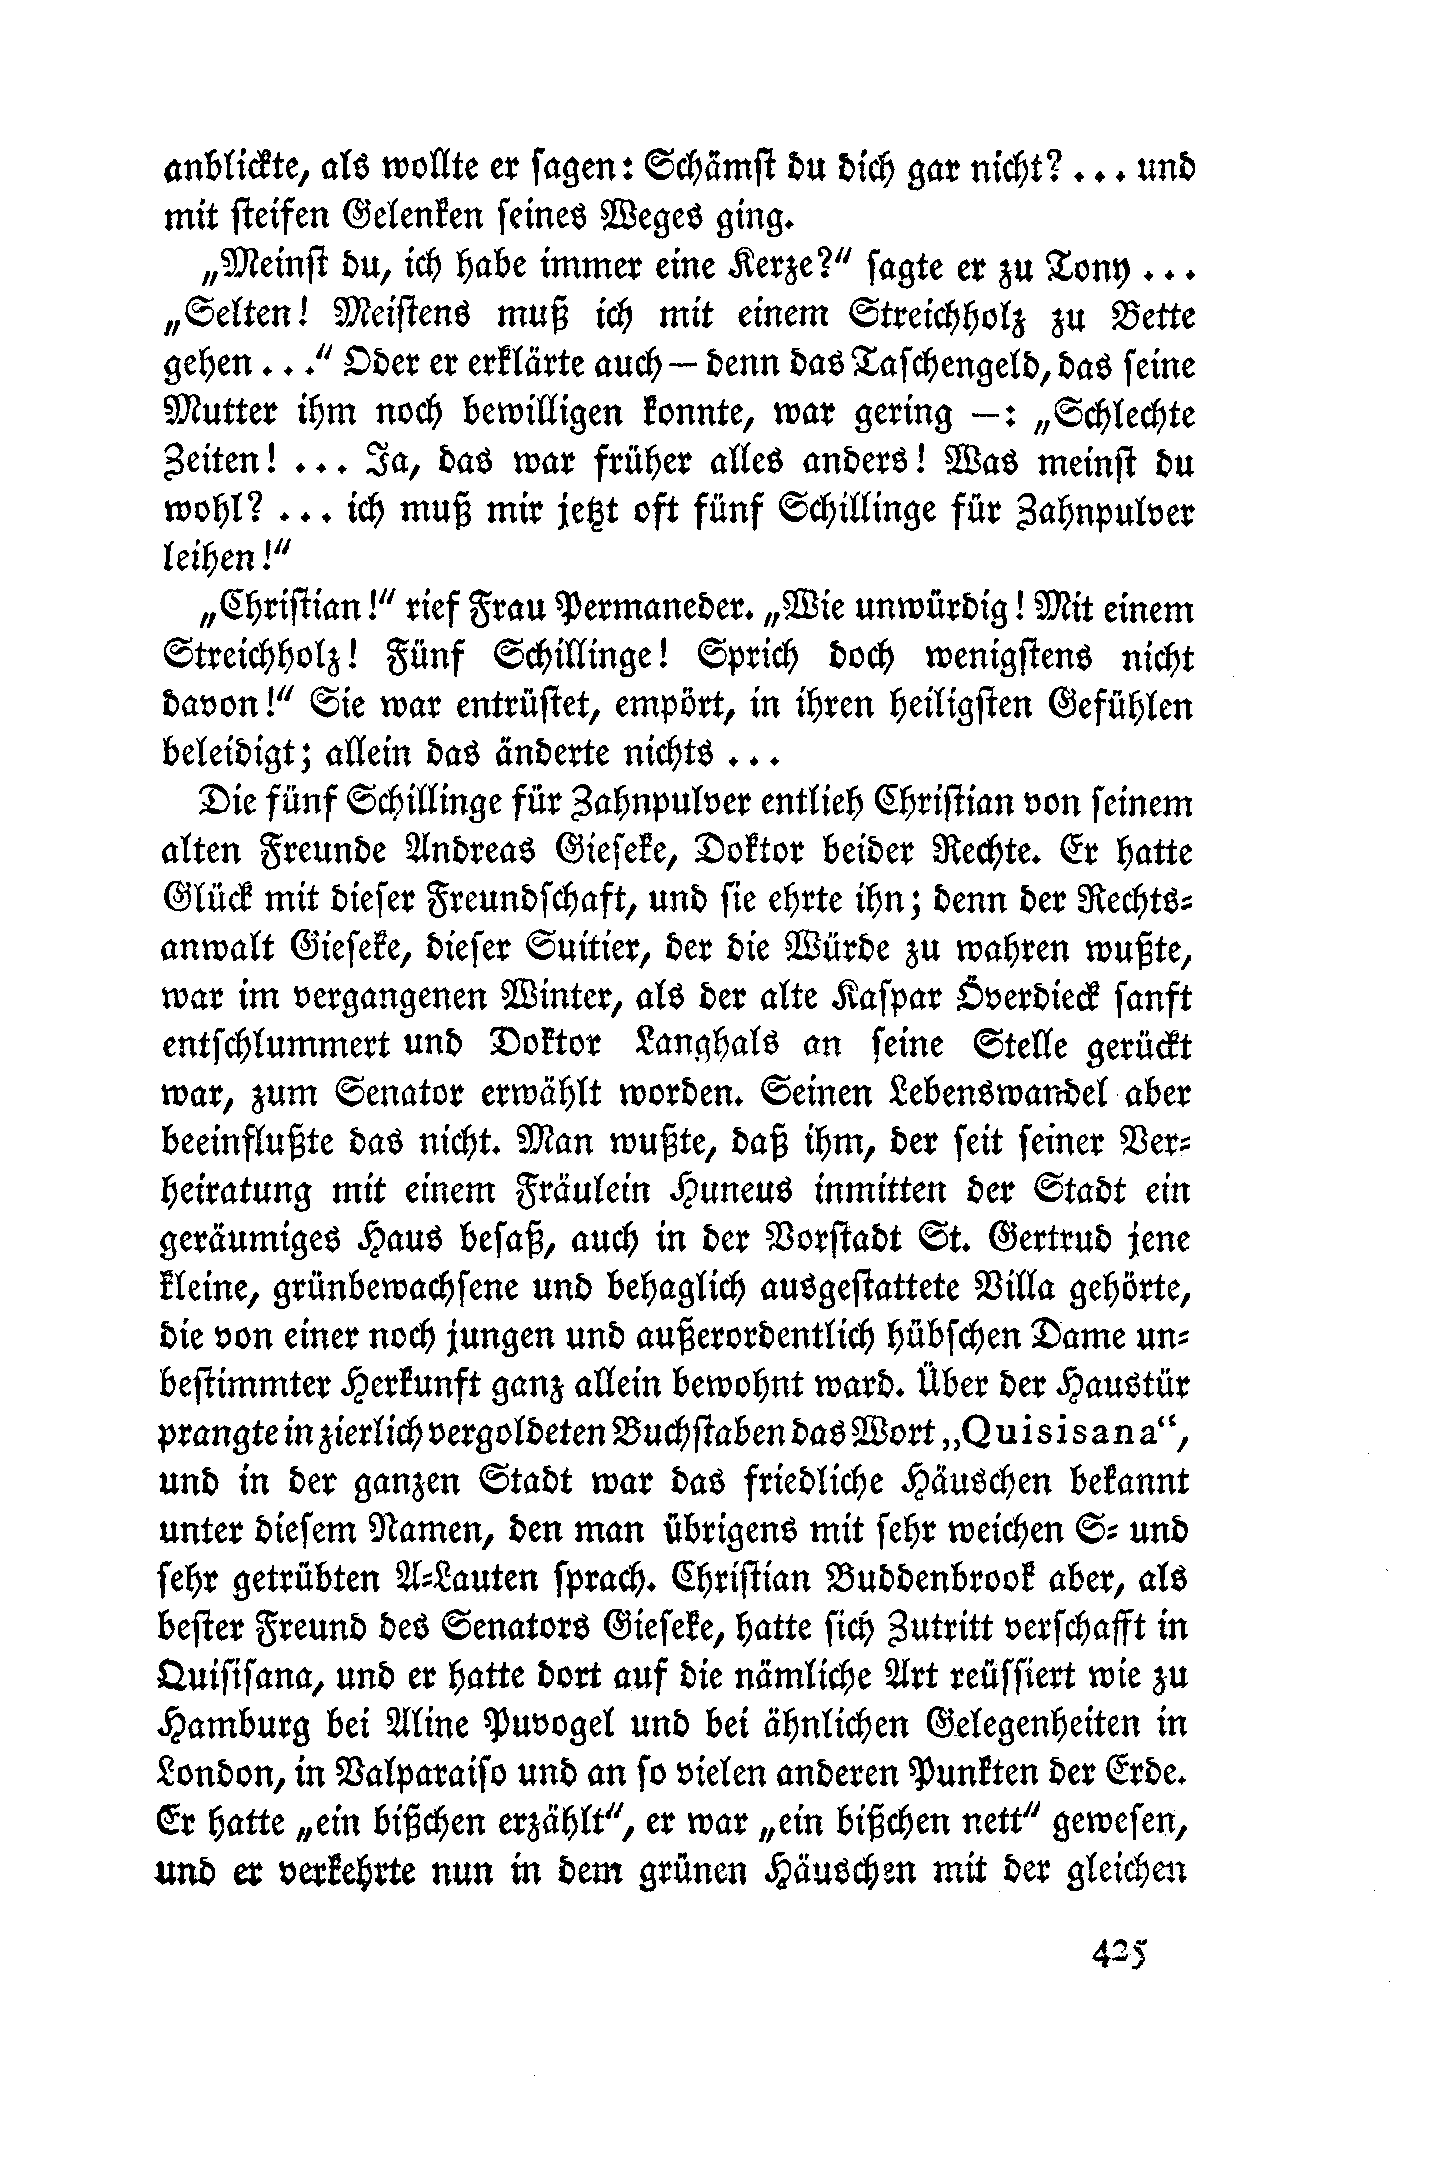 anblickte, als wollte er sagen: Schämst du dich gar nicht? ... und
mit steifen Gelenken seines Weges ging.
„Meinst du, ich habe immer eine Kerze?“ sagte er zu Tony ...
„Selten! Meistens muß ich mit einem Streichholz zu Bette
gehen ...“ Oder er erklärte auch — denn das Taschengeld, das seine
Mutter ihm noch bewilligen konnte, war gering —: „Schlechte
Zeiten! ... Ja, das war früher alles anders! Was meinst du
wohl? ... ich muß mir jetzt oft fünf Schillinge für Zahnpulver
leihen!“
„Christian!“ rief Frau Permaneder. „Wie unwürdig! Mit einem
Streichholz! Fünf Schillinge! Sprich doch wenigstens nicht
davon!“ Sie war entrüstet, empört, in ihren heiligsten Gefühlen
beleidigt; allein das änderte nichts ...
Die fünf Schillinge für Zahnpulver entlieh Christian von seinem
alten Freunde Andreas Gieseke, Doktor beider Rechte. Er hatte
Glück mit dieser Freundschaft, und sie ehrte ihn; denn der Rechts-
anwalt Gieseke, dieser Suitier, der die Würde zu wahren wußte,
war im vergangenen Winter, als der alte Kaspar Överdieck sanft
entschlummert und Doktor Langhals an seine Stelle gerückt
war, zum Senator erwählt worden. Seinen Lebenswandel aber
beeinflußte das nicht. Man wußte, daß ihm, der seit seiner Ver-
heiratung mit einem Fräulein Huneus inmitten der Stadt ein
geräumiges Haus besaß, auch in der Vorstadt St. Gertrud jene
kleine, grünbewachsene und behaglich ausgestattete Villa gehörte,
die von einer noch jungen und außerordentlich hübschen Dame un-
bestimmter Herkunft ganz allein bewohnt ward. Über der Haustür
prangte in zierlich vergoldeten Buchstaben das Wort „Quisisana“,
und in der ganzen Stadt war das friedliche Häuschen bekannt
unter diesem Namen, den man übrigens mit sehr weichen S- und
sehr getrübten A-Lauten sprach. Christian Buddenbrook aber, als
bester Freund des Senators Gieseke, hatte sich Zutritt verschafft in
Quisisana, und er hatte dort auf die nämliche Art reüssiert wie zu
Hamburg bei Aline Puvogel und bei ähnlichen Gelegenheiten in
London, in Valparaiso und an so vielen anderen Punkten der Erde.
Er hatte „ein bißchen erzählt“, er war „ein bißchen nett“ gewesen,
und er verkehrte nun in dem grünen Häuschen mit der gleichen
425